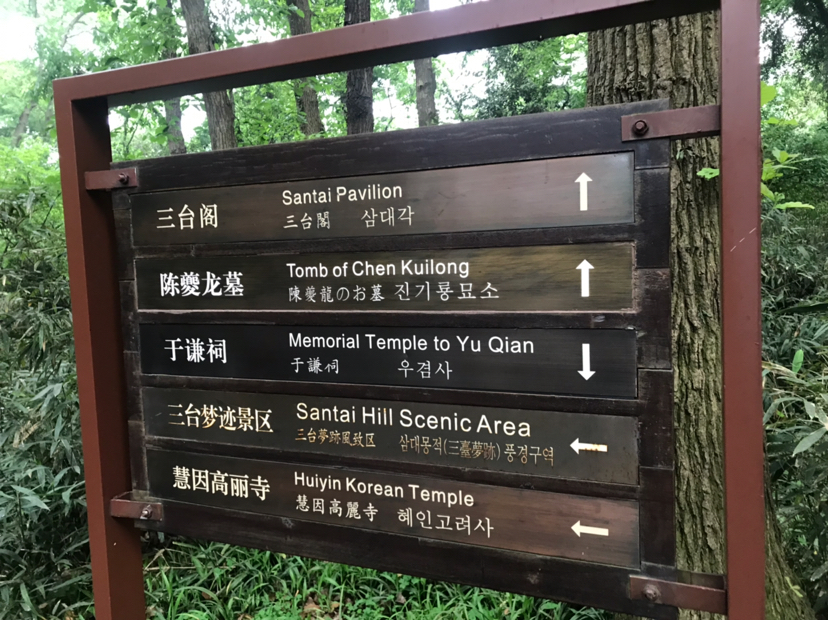 三台阁
Santai Pavilion
三台閣 삼대각
↑
陈夔龙墓
Tomb of Chen Kuilong
陳夔龍のお墓 진기룡묘소
↑
于谦祠
Memorial Temple to Yu Qian
于謙祠 우겸사
↓
三台梦迹景区
Santai Hill Scenic Area
三台夢跡風致区 삼대몽적(三臺夢跡) 풍경구역
←
慧因高丽寺
Huiyin Korean Temple
慧因高麗寺 혜인고려사
←